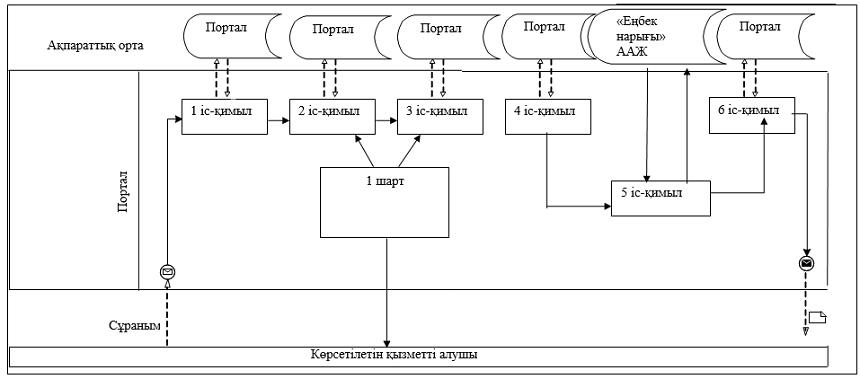 Ақпараттық орта
Портал
Портал
Портал
Портал
«Еңбек
нарығы»
ААЖ
Портал
Портал
1 іс-қимыл
2 іс-қимыл
3 іс-қимыл
4 іс-қимыл
6 іс-қимыл
1 шарт
5 іс-қимыл
Сұраным
Көрсетілетін қызметті алушы